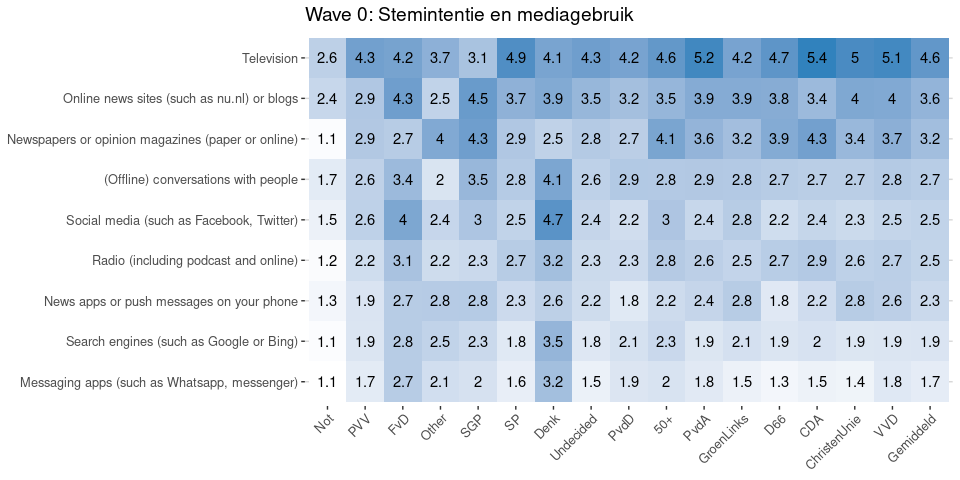 Wave 0: Stemintentie en mediagebruik
Television 2.6 4.3 4.2 3.7 3.1 4.9 4.1 4.3 4.2 4.6 5.2 4.2 4.7 5.4 5 5.1 4.6
Online news sites (such as nu.nl) or blogs 2.4 2.9 4.3 2.5 4.5 3.7 3.9 3.5 3.2 3.5 3.9 3.9 3.8 3.4 4 4 3.6
Newspapers or opinion magazines (paper or online) 1.1 2.9 2.7 4 4.3 2.9 2.5 2.8 2.7 4.1 3.6 3.2 3.9 4.3 3.4 3.7 3.2
(Offline) conversations with people 1.7 2.6 3.4 2 3.5 2.8 4.1 2.6 2.9 2.8 2.9 2.8 2.7 2.7 2.7 2.8 2.7
Social media (such as Facebook, Twitter) 1.5 2.6 4 2.4 3 2.5 4.7 2.4 2.2 3 2.4 2.8 2.2 2.4 2.3 2.5 2.5
Radio (including podcast and online) 1.2 2.2 3.1 2.2 2.3 2.7 3.2 2.3 2.3 2.8 2.6 2.5 2.7 2.9 2.6 2.7 2.5
News apps or push messages on your phone 1.3 1.9 2.7 2.8 2.8 2.3 2.6 2.2 1.8 2.2 2.4 2.8 1.8 2.2 2.8 2.6 2.3
Search engines (such as Google or Bing) 1.1 1.9 2.8 2.5 2.3 1.8 3.5 1.8 2.1 2.3 1.9 2.1 1.9 2 1.9 1.9 1.9
Messaging apps (such as Whatsapp, messenger) 1.1 1.7 2.7 2.1 2 1.6 3.2 1.5 1.9 2 1.8 1.5 1.3 1.5 1.4 1.8 1.7
Not PVV FvD Other SGP SP Denk Undecided PvdD 50+ PvdA GroenLinks D66 CDA ChristenUnie VVD Gemiddeld